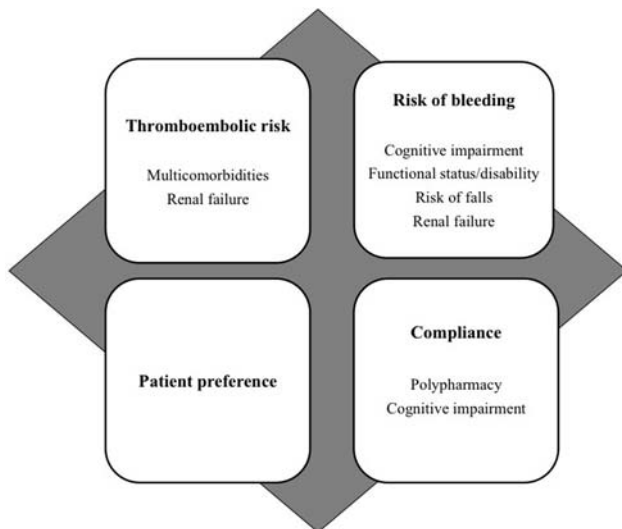 Thromboembolic risk
Multicomorbidities
Renal failure
Risk of bleeding
Cognitive impairment
Functional status/disability
Risk of falls
Renal failure
Patient preference
Compliance
Polypharmacy
Cognitive impairment